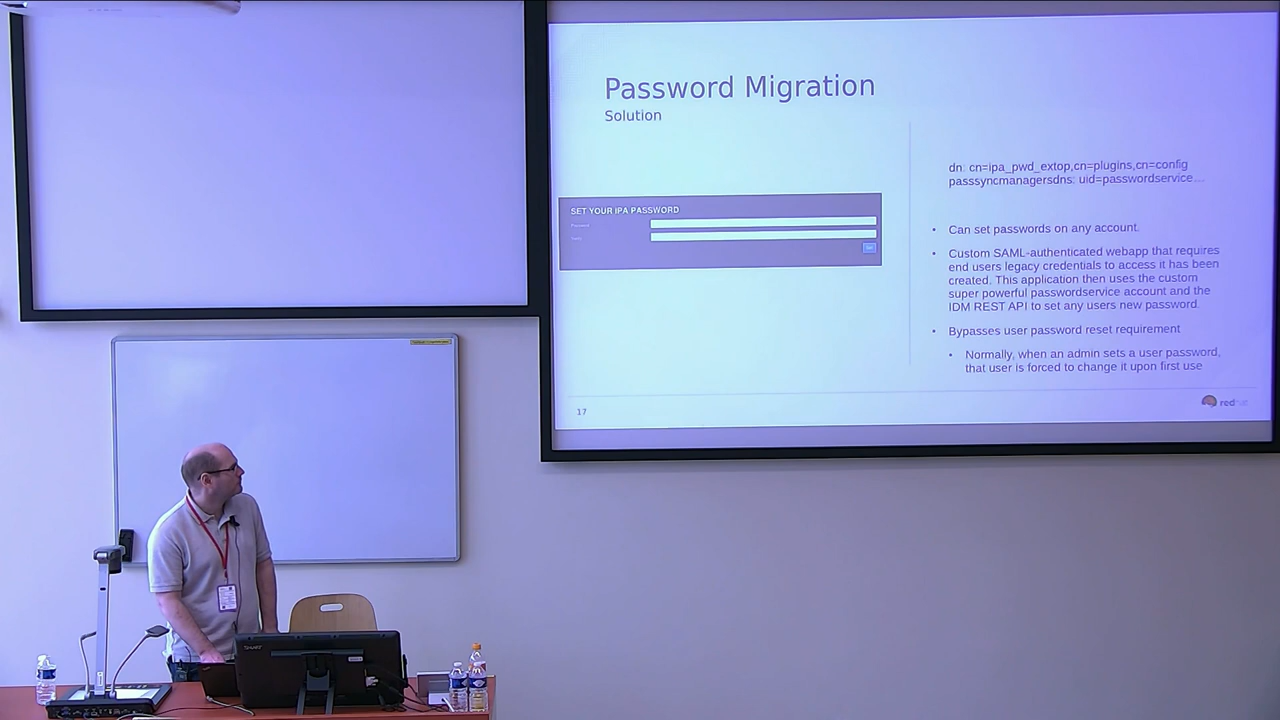 Password Migration
Solution
SET YOUR IPA PASSWORD
dn: cn=ipa_pwd_extop,cn=plugins,cn=config
passsyncmanagersdns: uid=passwordservice...
• Can set passwords on any account.
• Custom SAML-authenticated webapp that requires
end users legacy credentials to access it has been
created. This application then uses the custom
super powerful passwordservice account and the
IDM REST API to set any users new password.
• Bypasses user password reset requirement
• Normally, when an admin sets a user password,
that user is forced to change it upon first use
17
redhat